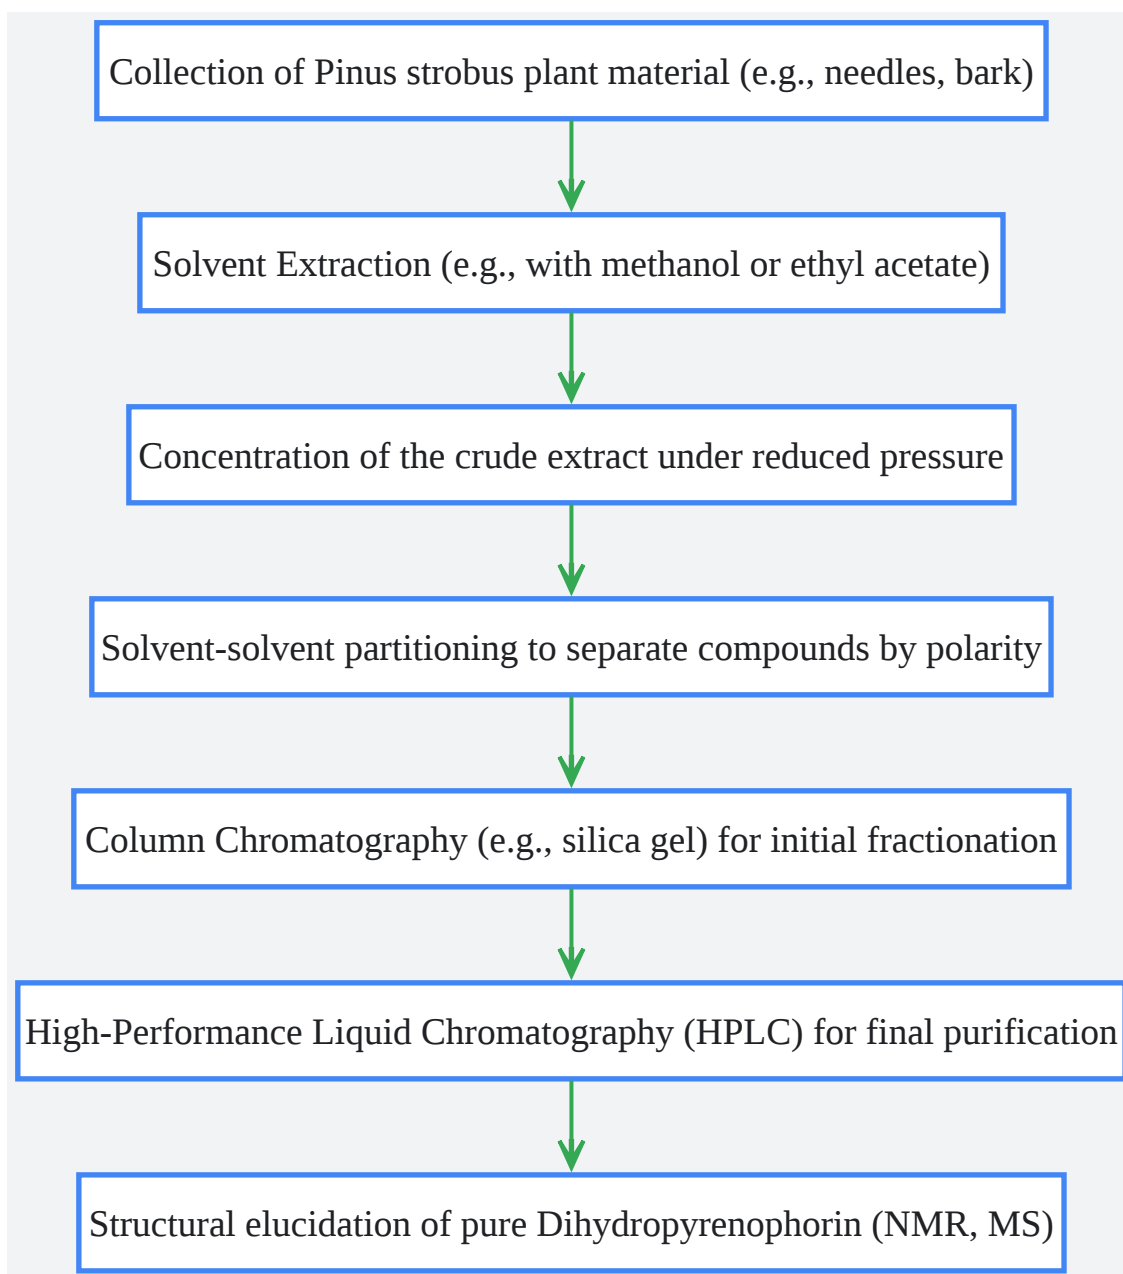 Collection of Pinus strobus plant material (e.g., needles, bark)
Solvent Extraction (e.g., with methanol or ethyl acetate)
Concentration of the crude extract under reduced pressure
Solvent-solvent partitioning to separate compounds by polarity
Column Chromatography (e.g., silica gel) for initial fractionation
High-Performance Liquid Chromatography (HPLC) for final purification
Structural elucidation of pure Dihydropyrenophorin (NMR, MS)